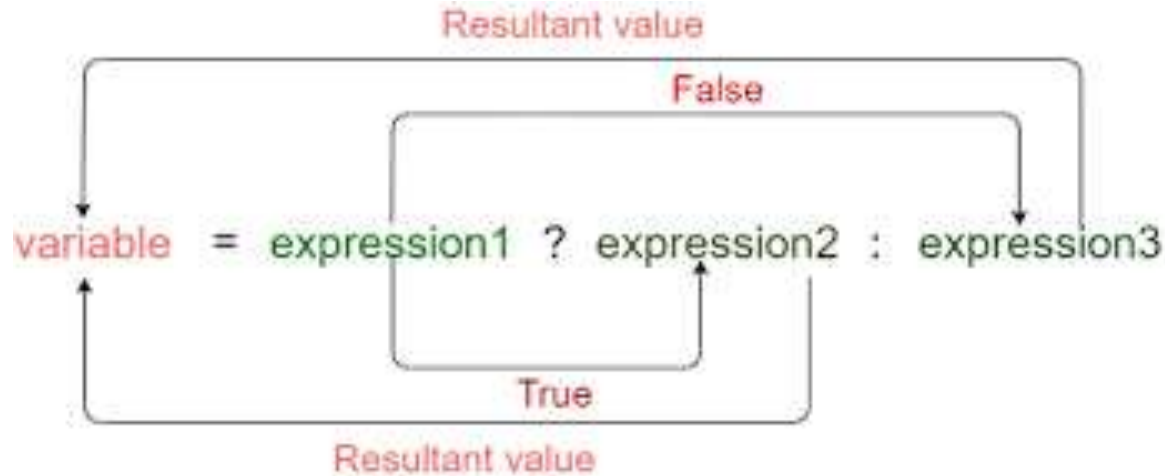 Resultant value
False
variable = expression1 ? expression2 : expression3
True
Resultant value